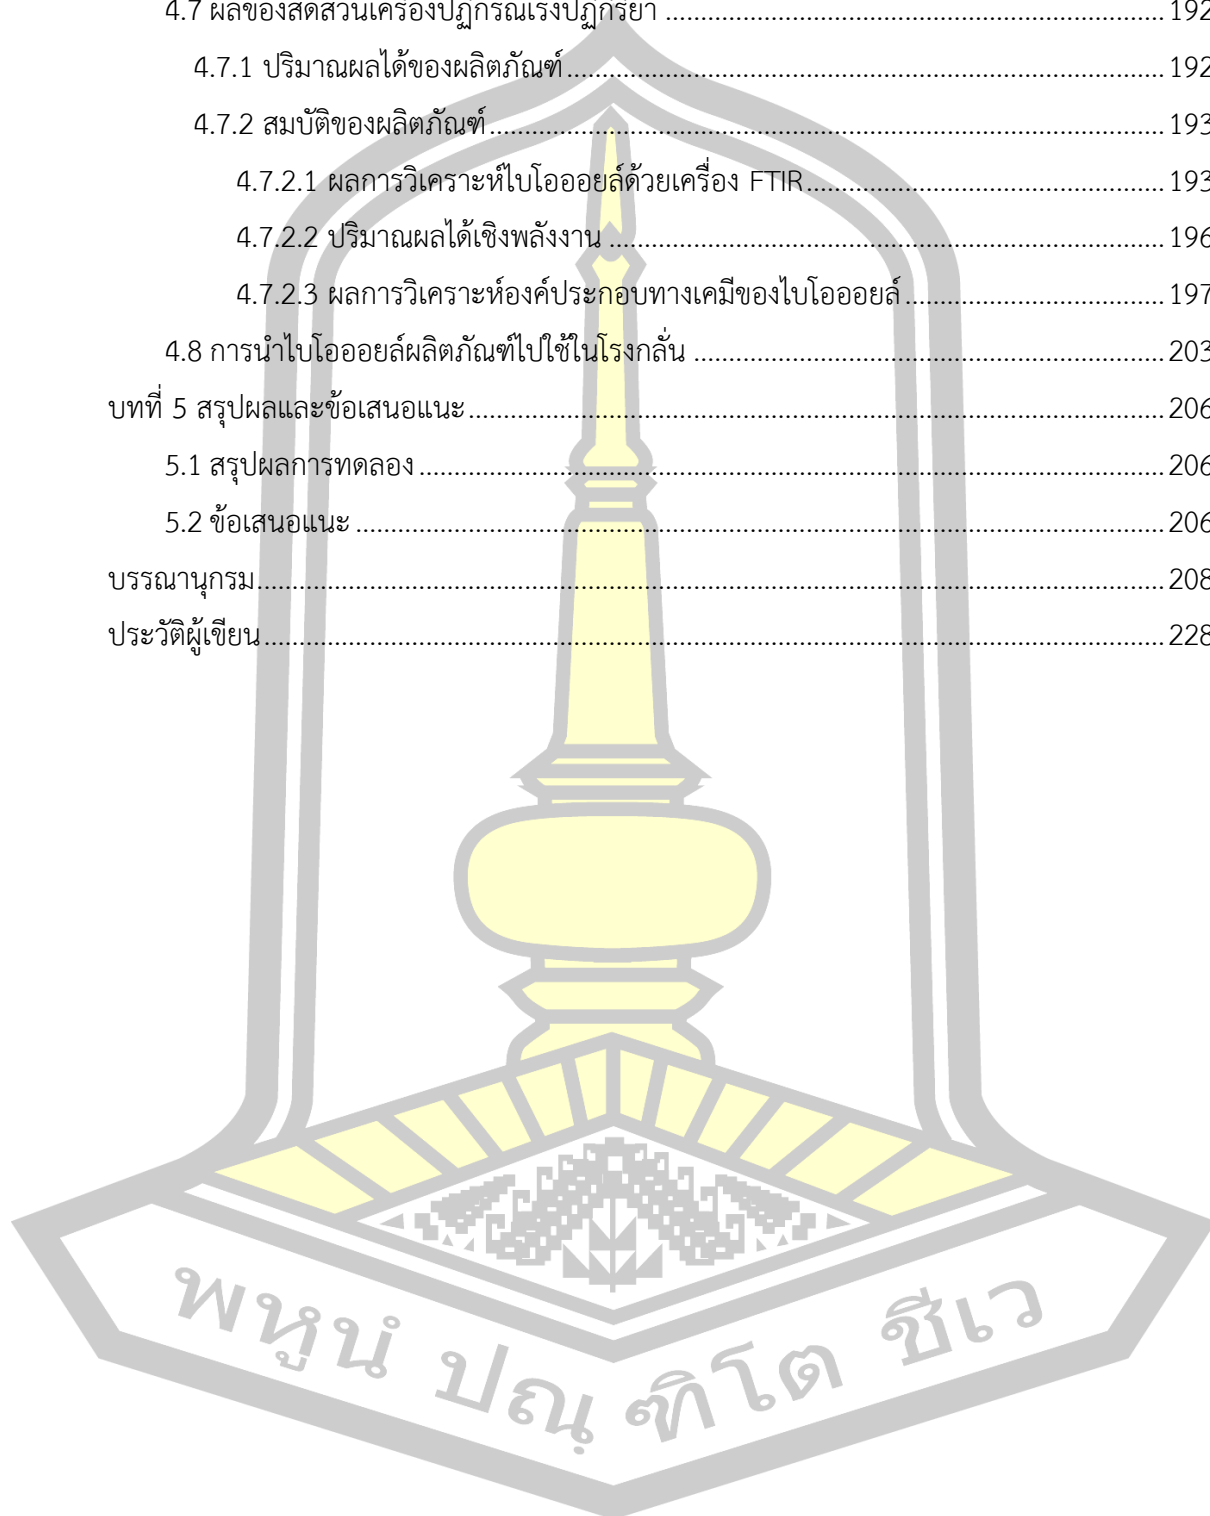 4.7 ผลของสัดส่วนเครื่องปฏิกรณ์เร่งปฏิกิริยา ........ 192
4.7.1 ปริมาณผลได้ของผลิตภัณฑ์ ........ 192
4.7.2 สมบัติของผลิตภัณฑ์ ........ 193
4.7.2.1 ผลการวิเคราะห์ไบโอออยล์ด้วยเครื่อง FTIR ........ 193
4.7.2.2 ปริมาณผลได้เชิงพลังงาน ........ 196
4.7.2.3 ผลการวิเคราะห์องค์ประกอบทางเคมีของไบโอออยล์ ........ 197
4.8 การนำไบโอออยล์ผลิตภัณฑ์ไปใช้ในโรงกลั่น ........ 203
บทที่ 5 สรุปผลและข้อเสนอแนะ ........ 206
5.1 สรุปผลการทดลอง ........ 206
5.2 ข้อเสนอแนะ ........ 206
บรรณานุกรม ........ 208
ประวัติผู้เขียน ........ 228
พหูนํ ปณฺฑิโต ชีเว